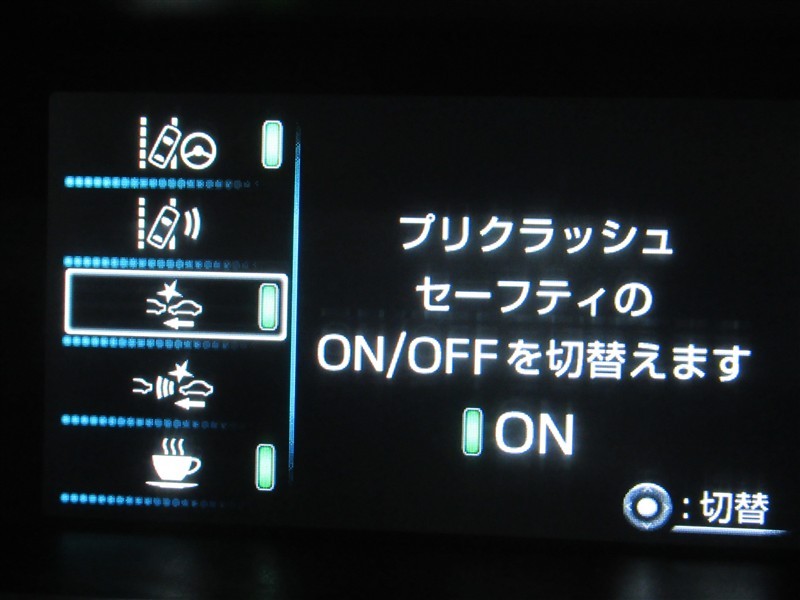 プリクラッシュ
セーフティの
ON/OFFを切替えます
ON
:切替